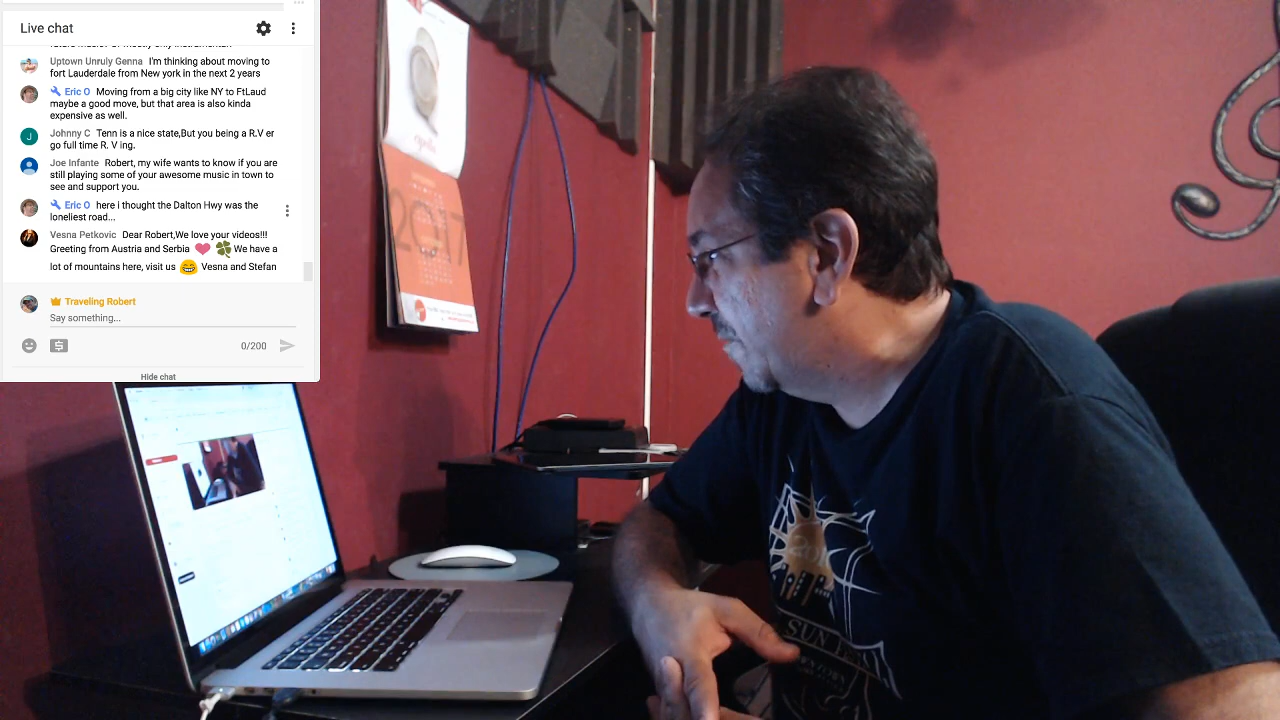 Live chat
Uptown Unruly Genna I'm thinking about moving to
fort Lauderdale from New york in the next 2 years
Eric O Moving from a big city like NY to FtLaud
maybe a good move, but that area is also kinda
expensive as well.
J Johnny C Tenn is a nice state,But you being a R.V er
go full time R. V ing.
Joe Infante Robert, my wife wants to know if you are
still playing some of your awesome music in town to
see and support you.
Eric O here i thought the Dalton Hwy was the
loneliest road...
Vesna Petkovic Dear Robert,We love your videos!!!
Greeting from Austria and Serbia 💗 🍀 We have a
lot of mountains here, visit us 😄 Vesna and Stefan
Traveling Robert
Say something...
0/200
Hide chat
2017
SUN